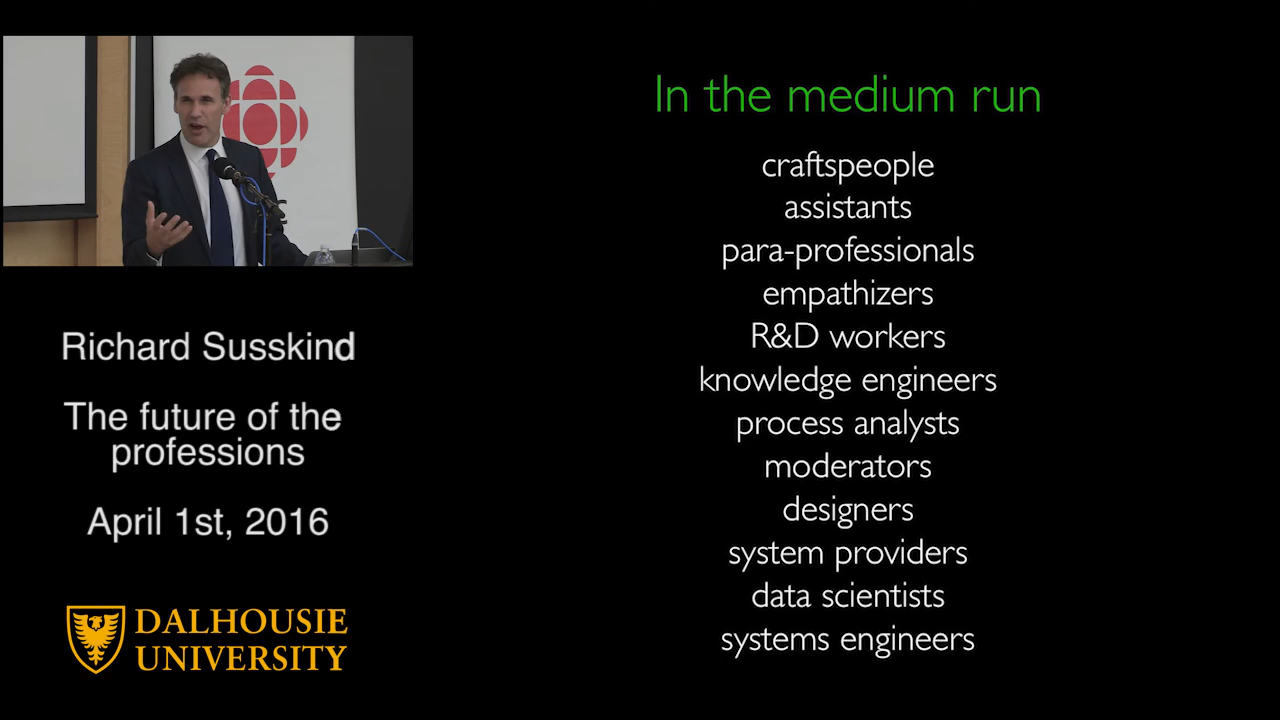 Richard Susskind
The future of the
professions
April 1st, 2016
DALHOUSIE
UNIVERSITY
In the medium run
craftspeople
assistants
para-professionals
empathizers
R&D workers
knowledge engineers
process analysts
moderators
designers
system providers
data scientists
systems engineers